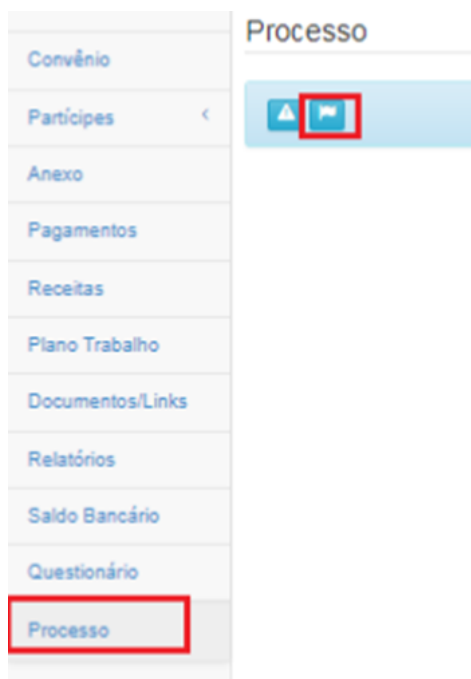 Processo
Convênio
Partícipes
Anexo
Pagamentos
Receitas
Plano Trabalho
Documentos/Links
Relatórios
Saldo Bancário
Questionário
Processo